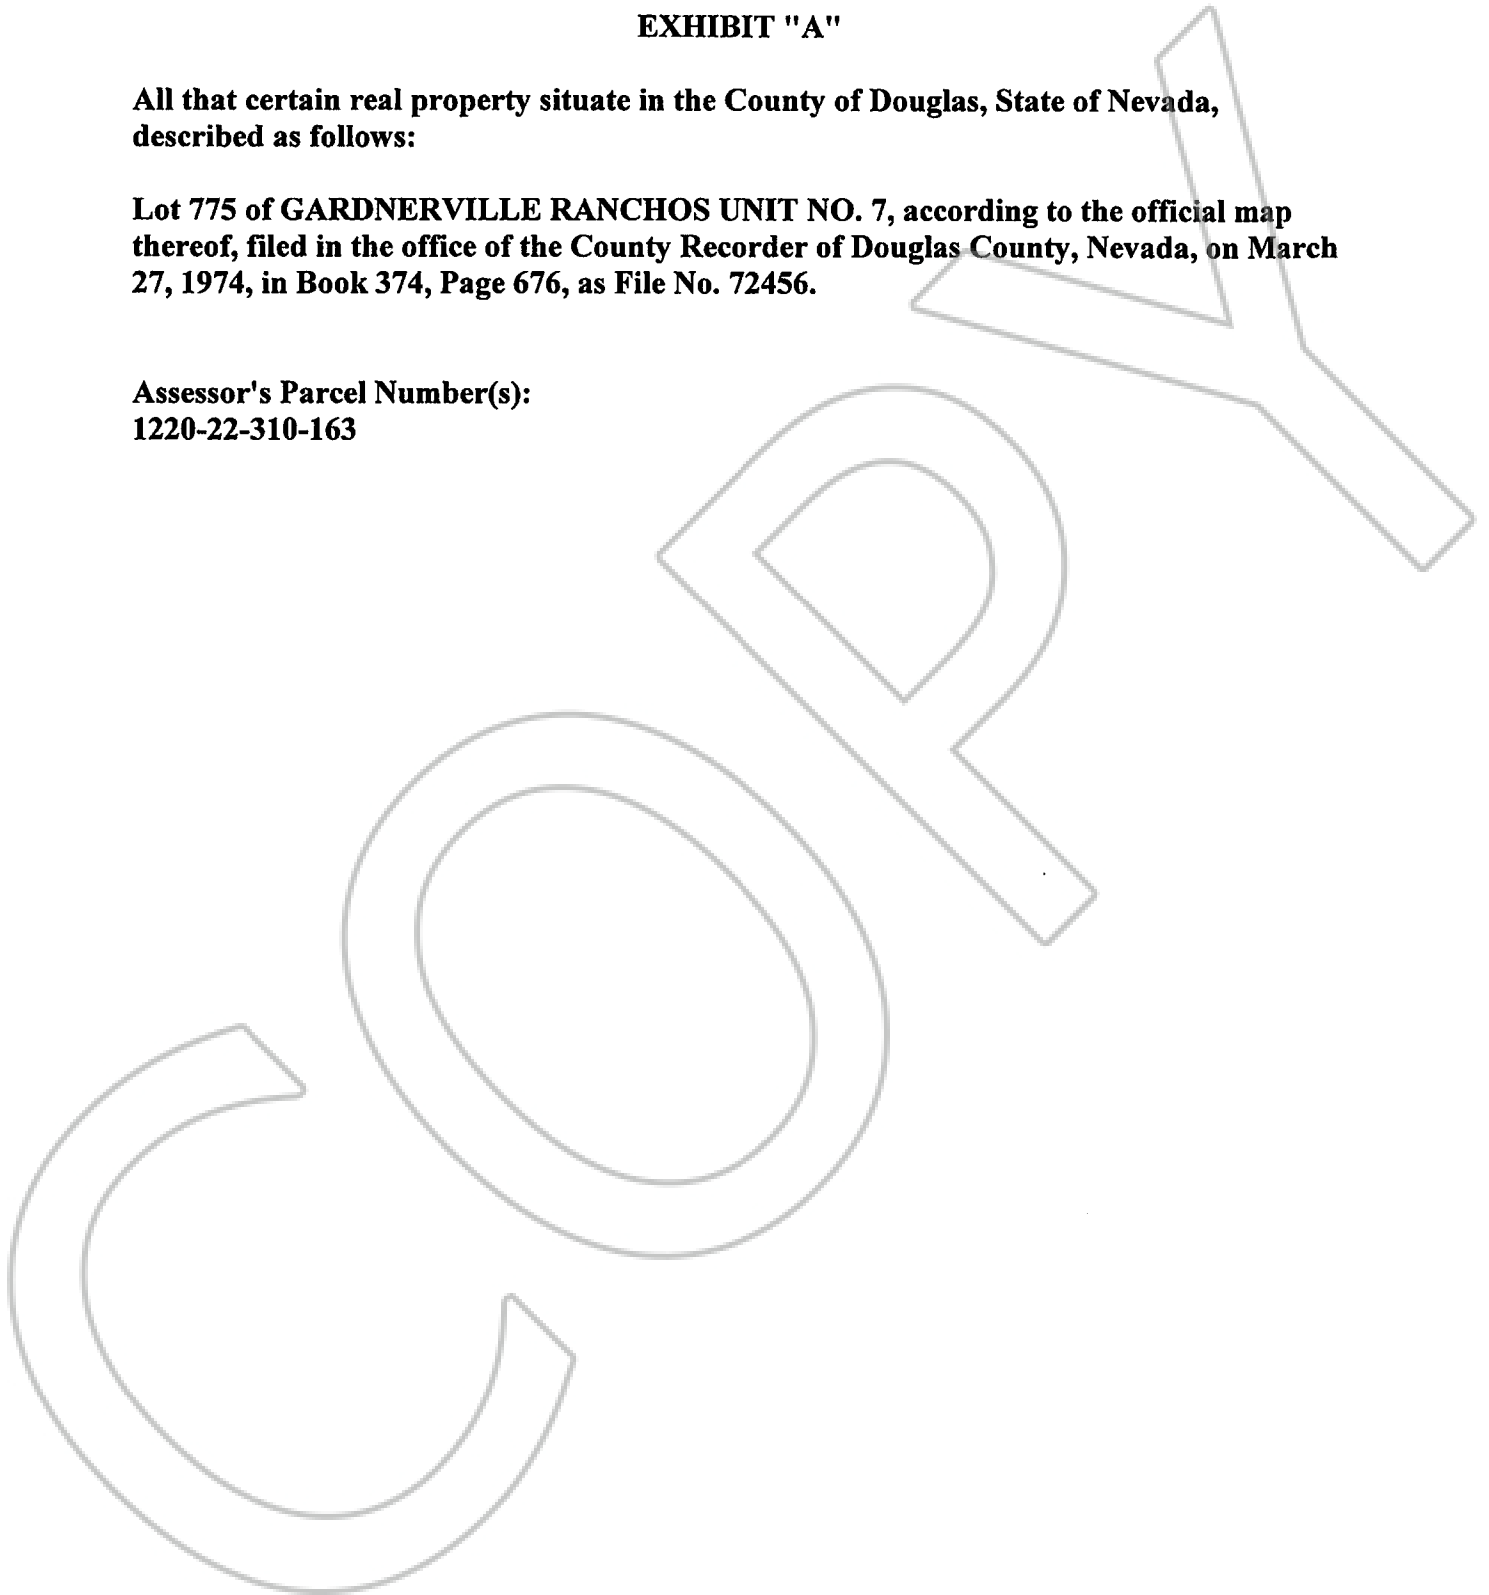 EXHIBIT "A"
All that certain real property situate in the County of Douglas, State of Nevada,
described as follows:
Lot 775 of GARDNERVILLE RANCHOS UNIT NO. 7, according to the official map
thereof, filed in the office of the County Recorder of Douglas County, Nevada, on March
27, 1974, in Book 374, Page 676, as File No. 72456.
Assessor's Parcel Number(s):
1220-22-310-163
COPY